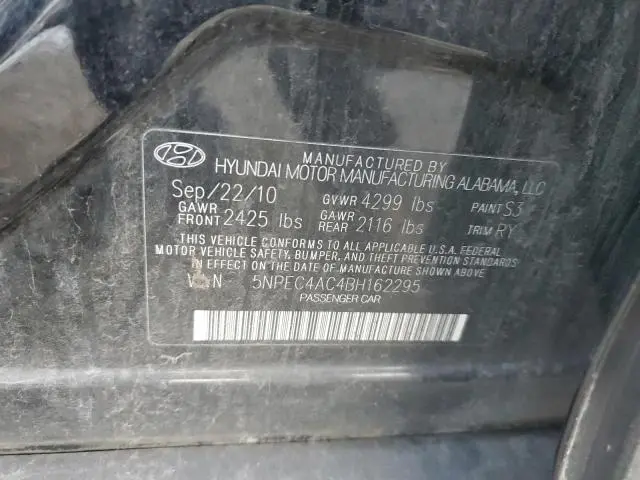 MANUFACTURED BY
HYUNDAI MOTOR MANUFACTURING ALABAMA, LLC
Sep/22/10 GVWR 4299 lbs PAINT S3
GAWR FRONT 2425 lbs GAWR REAR 2116 lbs TRIM RY
THIS VEHICLE CONFORMS TO ALL APPLICABLE U.S.A. FEDERAL
MOTOR VEHICLE SAFETY, BUMPER, AND THEFT PREVENTION STANDARDS
IN EFFECT ON THE DATE OF MANUFACTURE SHOWN ABOVE
V I N 5NPEC4AC4BH162295
PASSENGER CAR